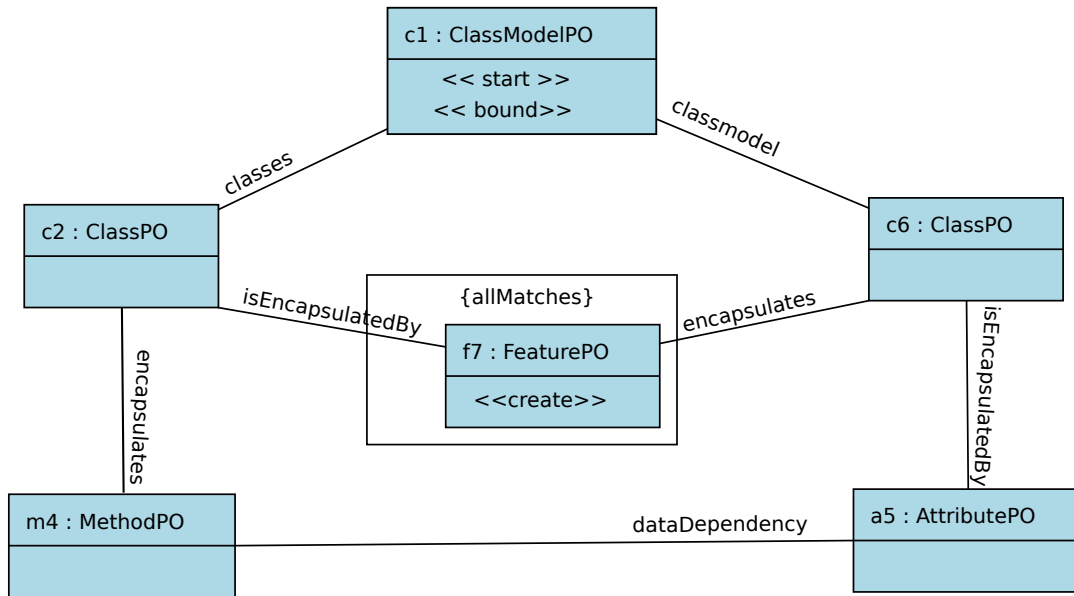 c1 : ClassModelPO
<< start >>
<< bound>>
classes
classmodel
c2 : ClassPO
c6 : ClassPO
{allMatches}
isEncapsulatedBy
encapsulates
f7 : FeaturePO
<<create>>
encapsulates
isEncapsulatedBy
m4 : MethodPO
dataDependency
a5 : AttributePO